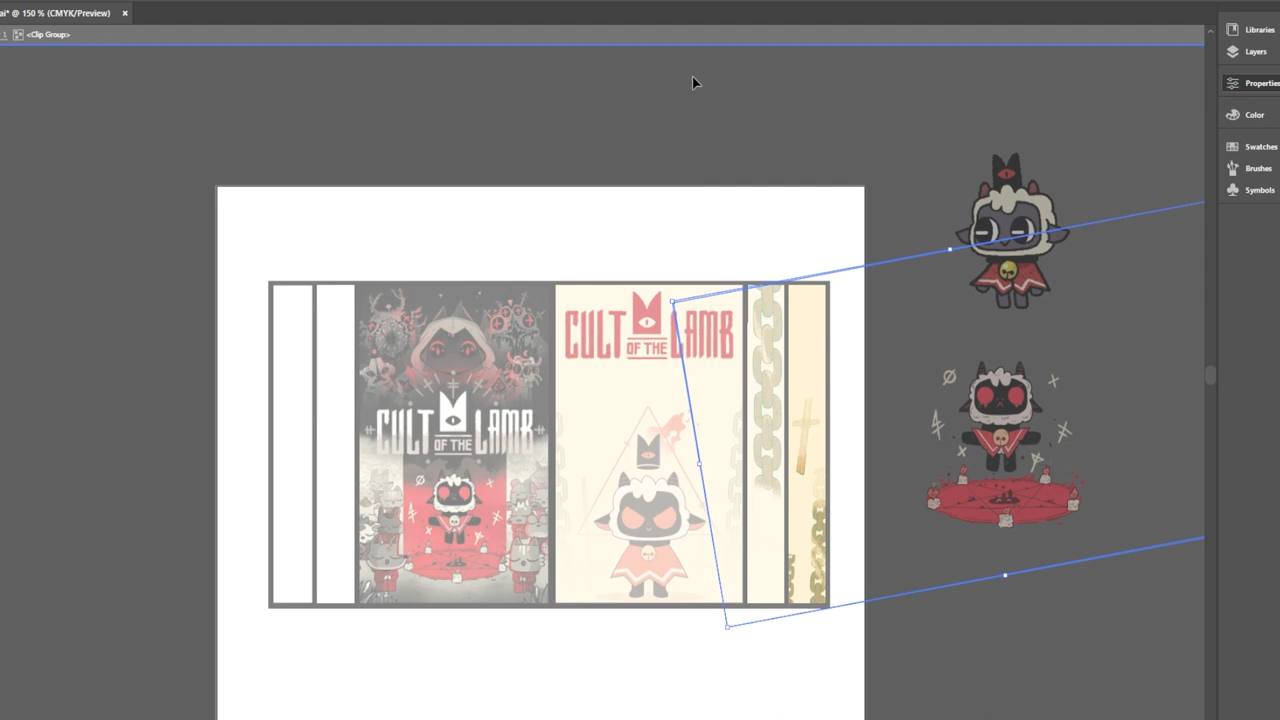 ai* @ 150 % (CMYK/Preview) ×
1 <Clip Group>
Libraries
Layers
Properties
Color
Swatches
Brushes
Symbols
CULT OF THE LAMB
CULT OF THE LAMB